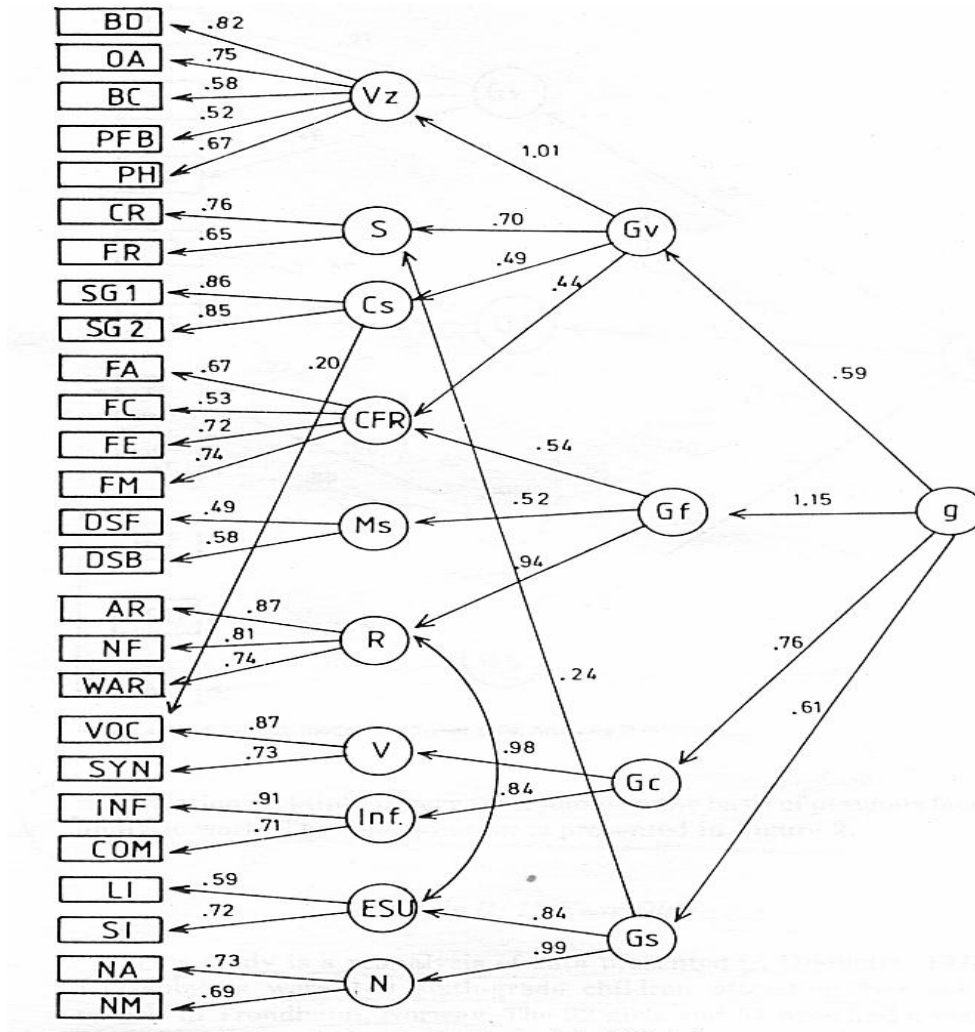 BD
.82
OA
.75
BC
.58
Vz
PFB
.52
.67
PH
1.01
CR
.76
S
.70
Gv
FR
.65
.49
SG1
.86
Cs
.44
SG2
.85
.20
.59
FA
.67
FC
.53
CFR
FE
.72
.54
FM
.74
DSF
.49
Ms
.52
Gf
1.15
g
DSB
.58
.94
AR
.87
NF
.81
R
.76
WAR
.74
.24
.61
VOC
.87
V
.98
SYN
.73
Gc
INF
.91
Inf.
.84
COM
.71
LI
.59
ESU
.84
SI
.72
Gs
.99
NA
.73
N
NM
.69